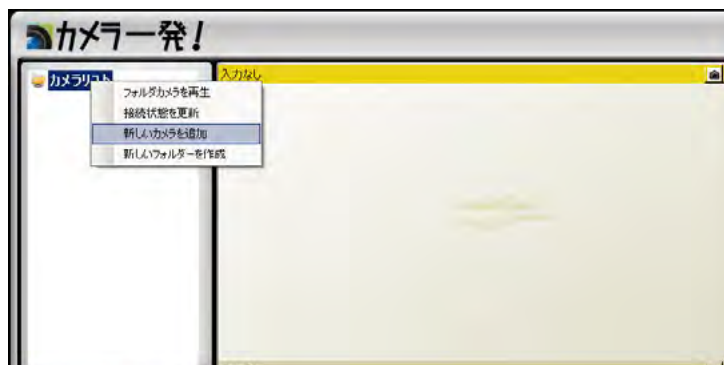 カメラ一発!
カメラリスト
入力なし
フォルダカメラを再生
接続状態を更新
新しいカメラを追加
新しいフォルダーを作成